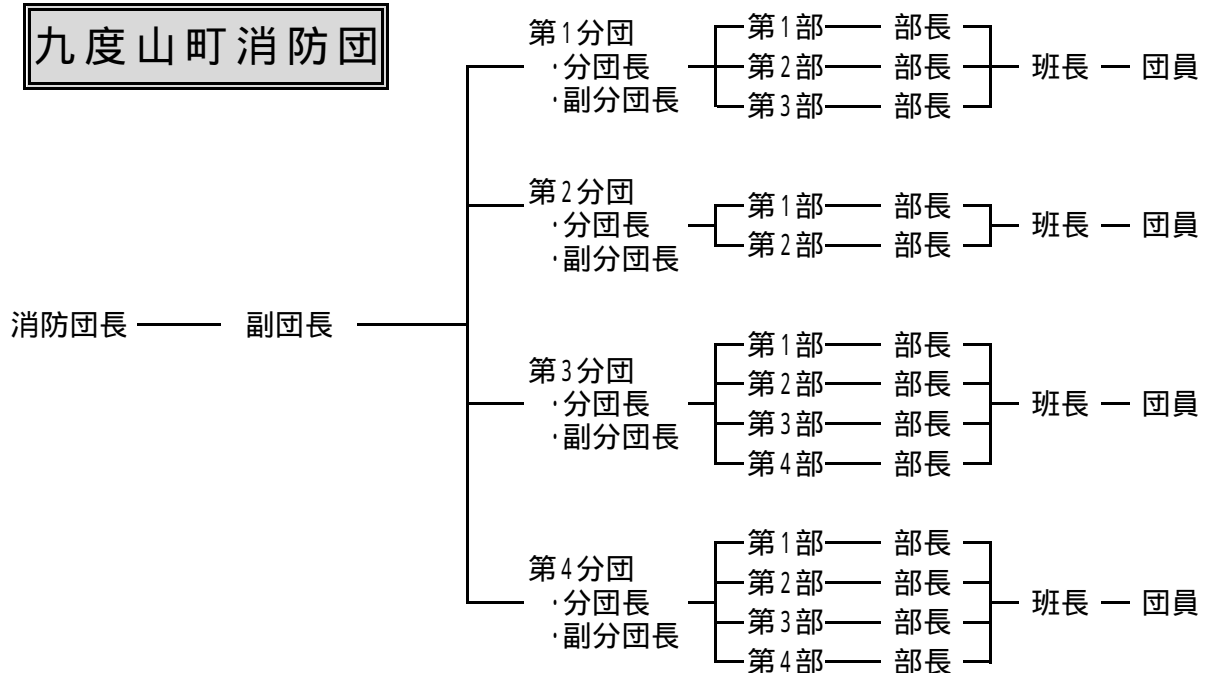 九度山町消防団
第1分団
・分団長
・副分団長
第1部 部長
第2部 部長
第3部 部長
班長 団員
第2分団
・分団長
・副分団長
第1部 部長
第2部 部長
班長 団員
消防団長 副団長
第3分団
・分団長
・副分団長
第1部 部長
第2部 部長
第3部 部長
第4部 部長
班長 団員
第4分団
・分団長
・副分団長
第1部 部長
第2部 部長
第3部 部長
第4部 部長
班長 団員